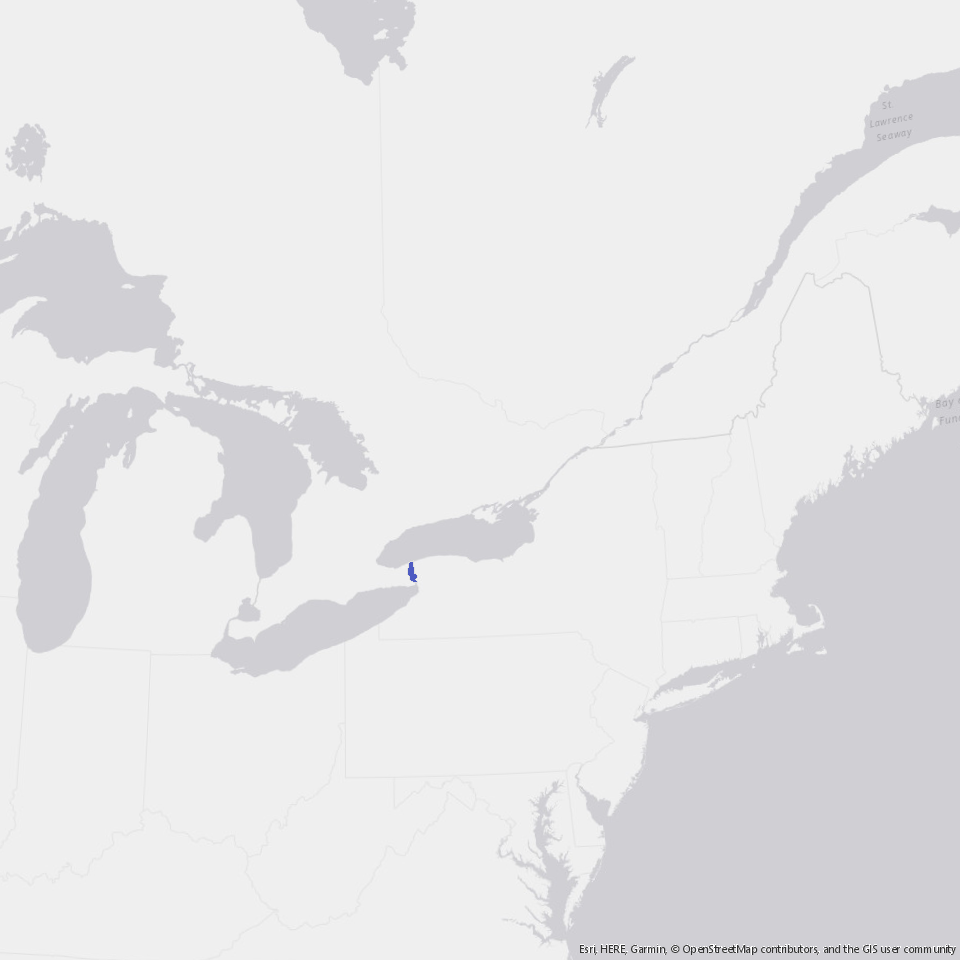 St.
Lawrence
Seaway
Bay
Esri, HERE, Garmin, © OpenStreetMap contributors, and the GIS user community